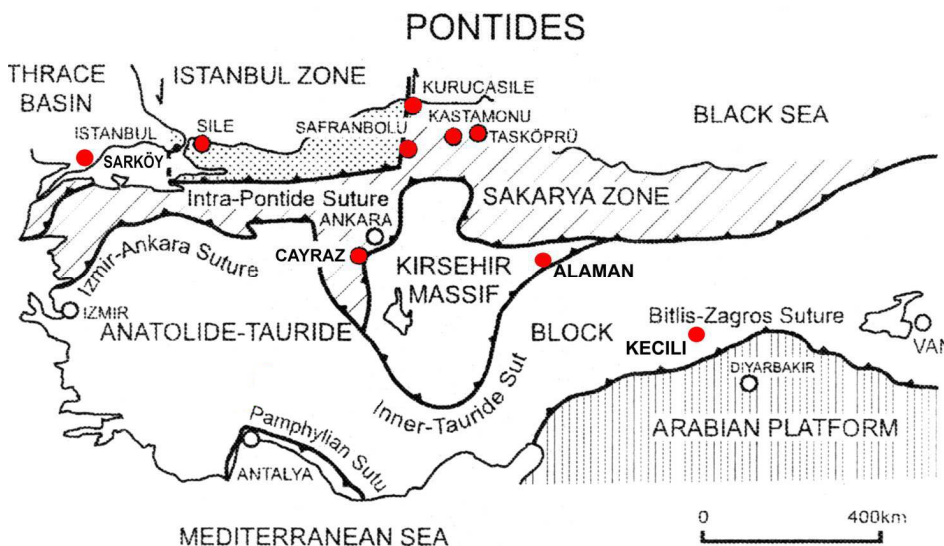 PONTIDES
THRACE
BASIN
ISTANBUL ZONE
KURUCASILE
BLACK SEA
ISTANBUL
SILE
SAFRANBOLU
KASTAMONU
TASKÖPRÜ
SARKÖY
Intra-Pontide Suture
SAKARYA ZONE
ANKARA
Izmir-Ankara Suture
CAYRAZ
KIRSEHIR
MASSIF
ALAMAN
IZMIR
ANATOLIDE-TAURIDE
BLOCK
Bitlis-Zagros Suture
VAN
KECILI
DIYARBAKIR
Inner-Tauride Sut
Pamphylian Sutu
ARABIAN PLATFORM
ANTALYA
MEDITERRANEAN SEA
0
400km